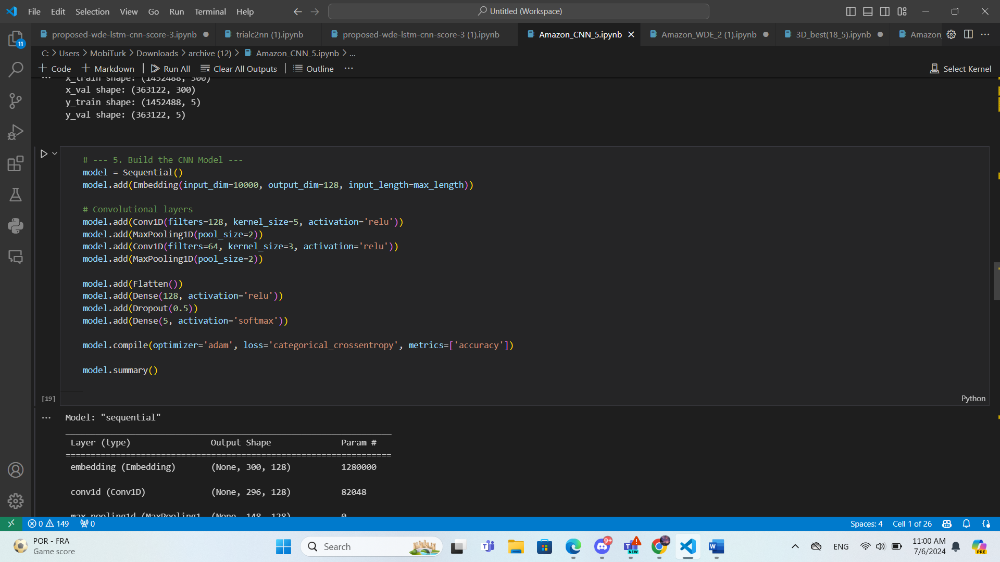 File Edit Selection View Go Run Terminal Help
Untitled (Workspace)
proposed-wde-lstm-cnn-score-3.ipynb trialc2nn (1).ipynb proposed-wde-lstm-cnn-score-3 (1).ipynb Amazon_CNN_5.ipynb Amazon_WDE_2 (1).ipynb 3D_best(18_5).ipynb Amazon
11
C: > Users > MobiTurk > Downloads > archive (12) > Amazon_CNN_5.ipynb > ...
+ Code + Markdown Run All Clear All Outputs Outline ...
Select Kernel
x_train shape: (1452488, 300)
x_val shape: (363122, 300)
y_train shape: (1452488, 5)
y_val shape: (363122, 5)
# --- 5. Build the CNN Model ---
model = Sequential()
model.add(Embedding(input_dim=10000, output_dim=128, input_length=max_length))
# Convolutional layers
model.add(Conv1D(filters=128, kernel_size=5, activation='relu'))
model.add(MaxPooling1D(pool_size=2))
model.add(Conv1D(filters=64, kernel_size=3, activation='relu'))
model.add(MaxPooling1D(pool_size=2))
model.add(Flatten())
model.add(Dense(128, activation='relu'))
model.add(Dropout(0.5))
model.add(Dense(5, activation='softmax'))
model.compile(optimizer='adam', loss='categorical_crossentropy', metrics=['accuracy'])
model.summary()
[19]
Python
Model: "sequential"
_________________________________________________________________
Layer (type) Output Shape Param #
=================================================================
embedding (Embedding) (None, 300, 128) 1280000
conv1d (Conv1D) (None, 296, 128) 82048
max_pooling1d (MaxPooling1 (None, 148, 128) 0
0 149 0
Spaces: 4 Cell 1 of 26
POR - FRA
Game score
Search
9+
NEW
ENG
11:00 AM
7/6/2024
PRE